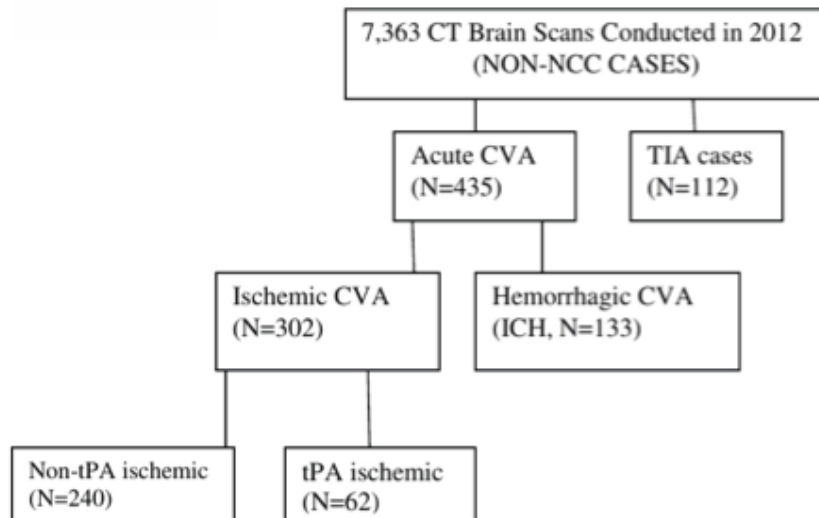 7,363 CT Brain Scans Conducted in 2012
(NON-NCC CASES)
Acute CVA
(N=435)
TIA cases
(N=112)
Ischemic CVA
(N=302)
Hemorrhagic CVA
(ICH, N=133)
Non-tPA ischemic
(N=240)
tPA ischemic
(N=62)